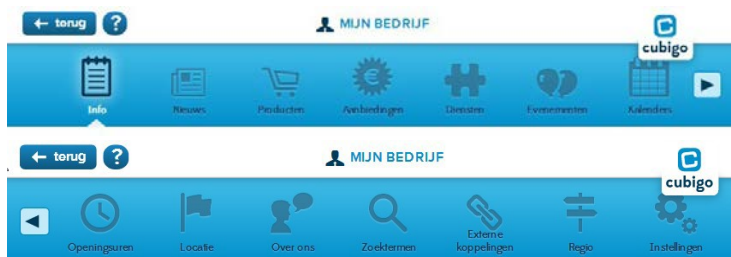 ← terug ? MIJN BEDRIJF
cubigo
Info Nieuws Producten Aanbiedingen Diensten Evenementen Kalenders
← terug ? MIJN BEDRIJF
cubigo
Openingsuren Locatie Over ons Zoektermen Externe koppelingen Regio Instellingen